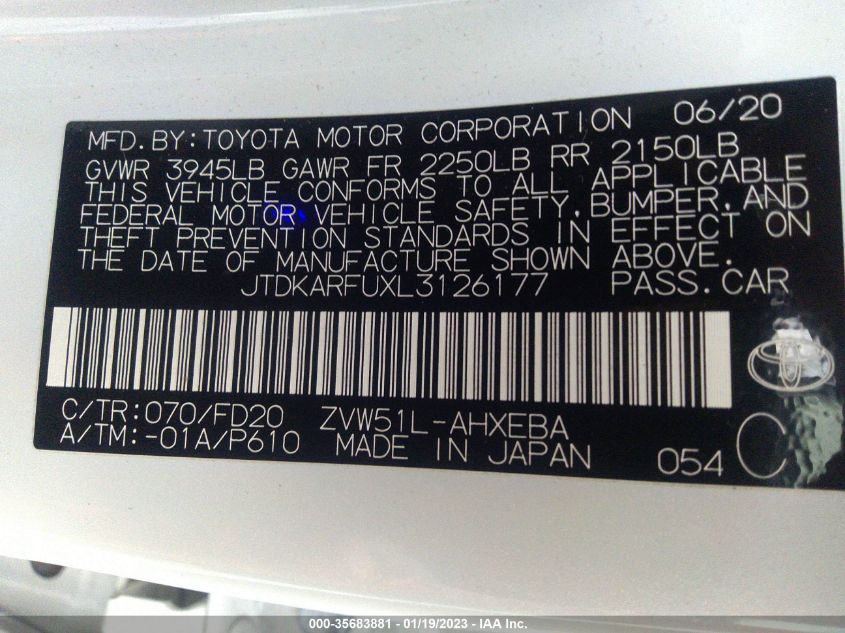 MFD.BY:TOYOTA MOTOR CORPORATION 06/20
GVWR 3945LB GAWR FR 2250LB RR 2150LB
THIS VEHICLE CONFORMS TO ALL APPLICABLE
FEDERAL MOTOR VEHICLE SAFETY,BUMPER,AND
THEFT PREVENTION STANDARDS IN EFFECT ON
THE DATE OF MANUFACTURE SHOWN ABOVE.
JTDKARFUXL3126177 PASS.CAR
C/TR:070/FD20 ZVW51L-AHXEBA
A/TM:-01A/P610 MADE IN JAPAN 054 C
000-35683881 - 01/19/2023 - IAA Inc.